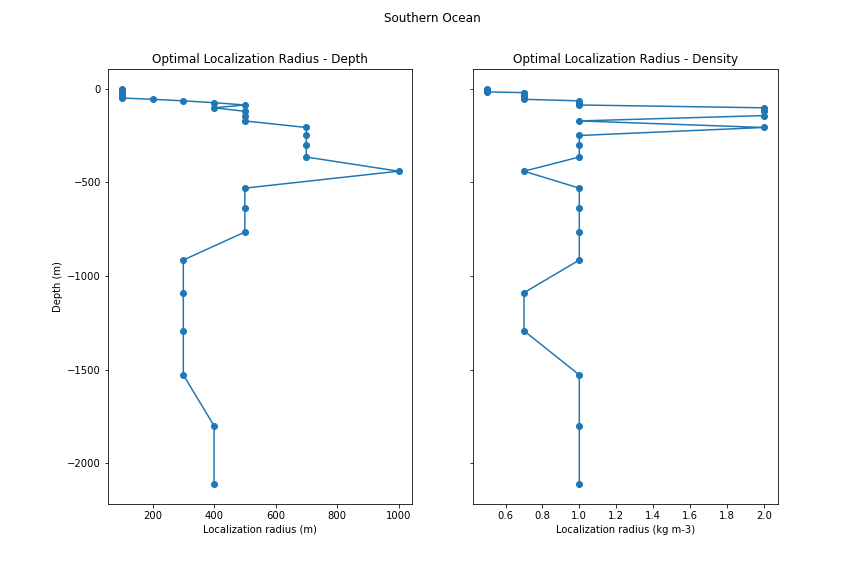 Southern Ocean
Optimal Localization Radius - Depth
Optimal Localization Radius - Density
0
−500
−1000
−1500
−2000
Depth (m)
200 400 600 800 1000
Localization radius (m)
0.6 0.8 1.0 1.2 1.4 1.6 1.8 2.0
Localization radius (kg m-3)